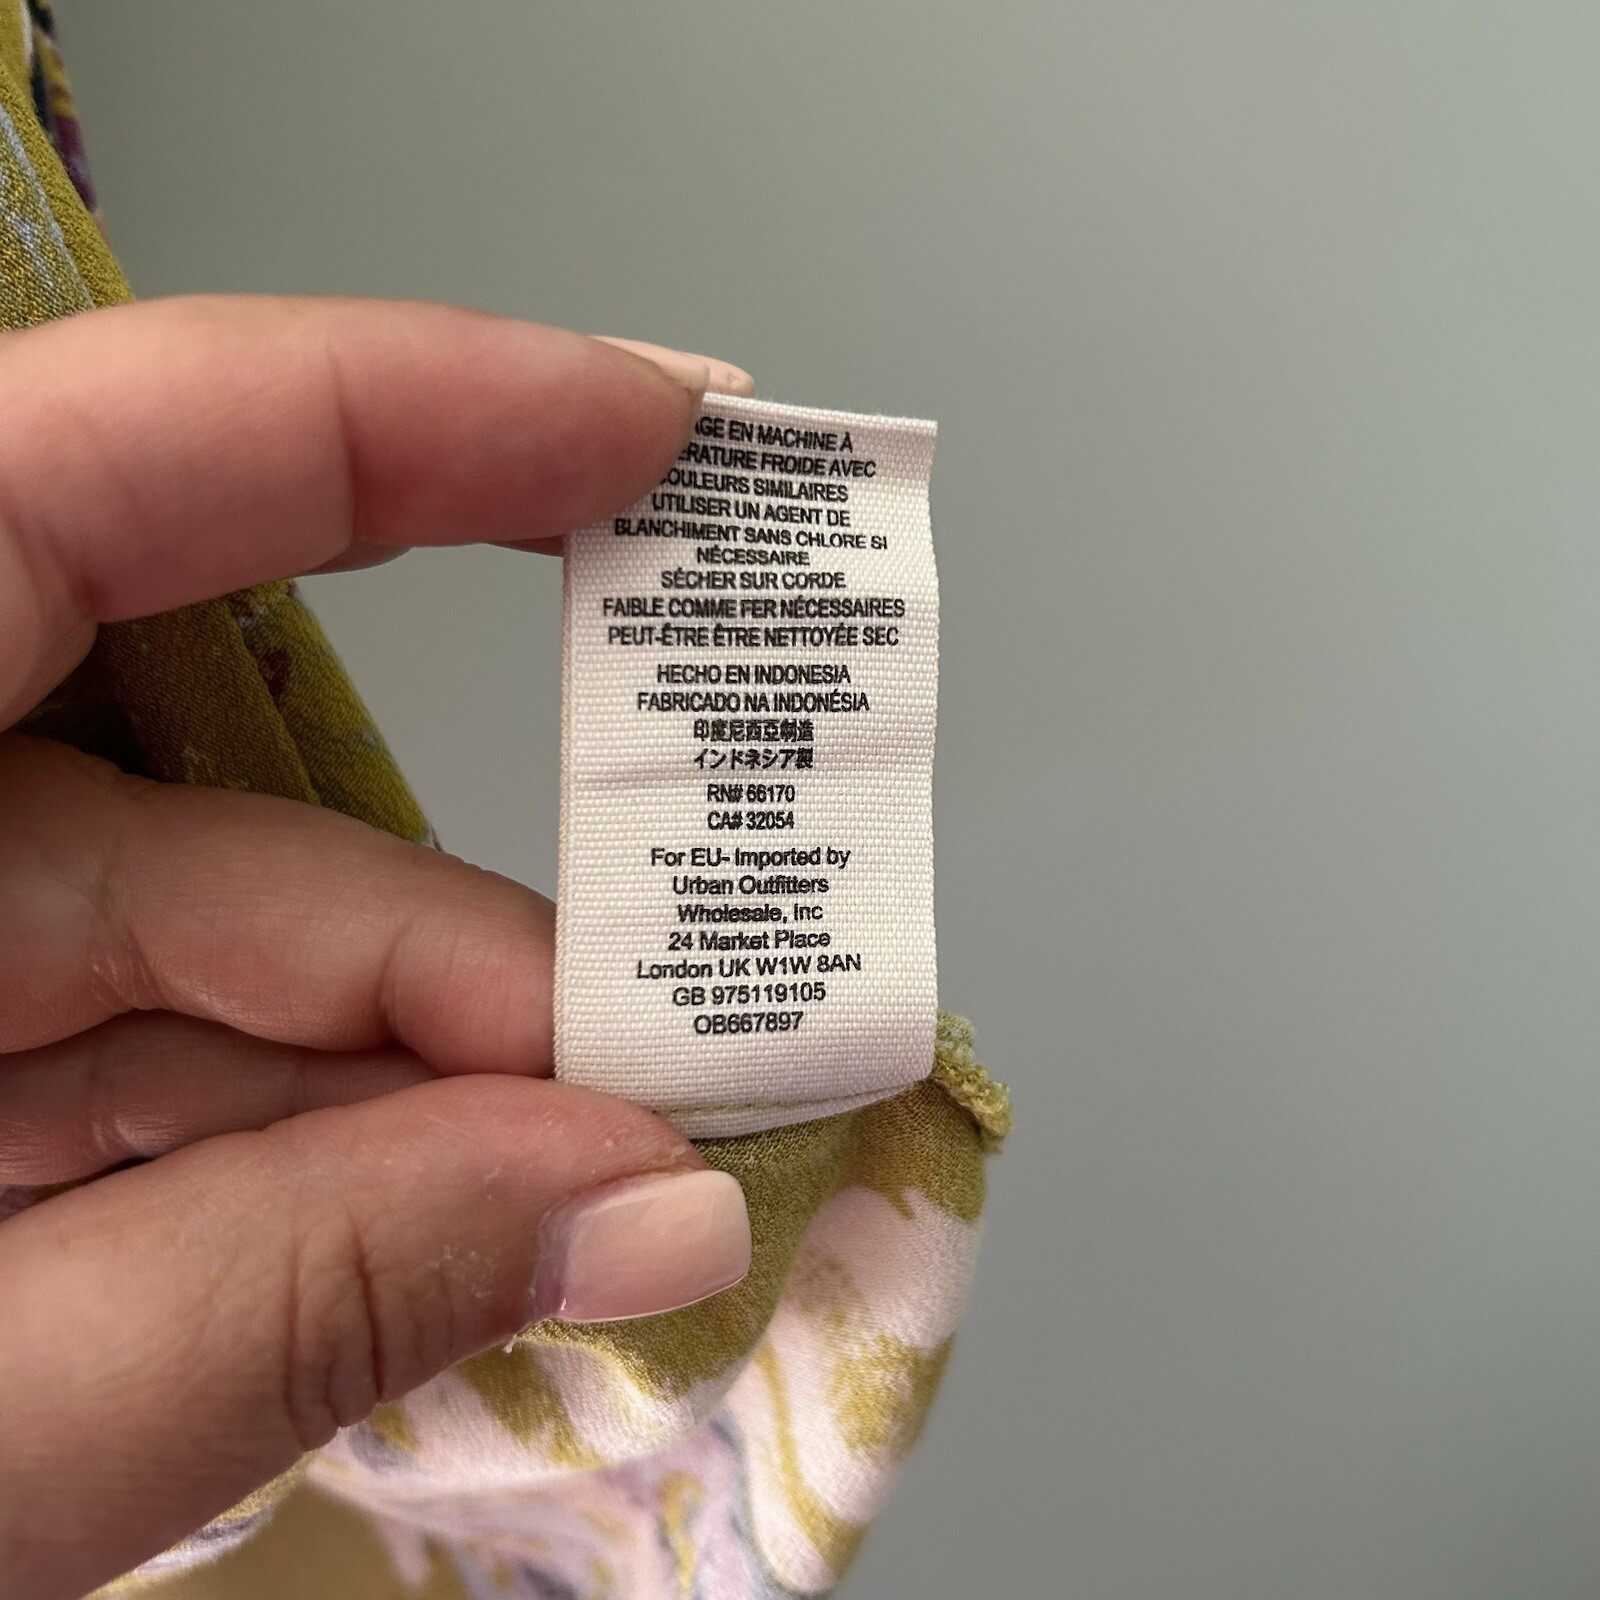 EN MACHINE À
FROIDE AVEC
SIMILAIRES
UTILISER UN AGENT DE
BLANCHIMENT SANS CHLORE SI
NÉCESSAIRE
SÉCHER SUR CORDE
FAIBLE COMME FER NÉCESSAIRES
PEUT-ÊTRE ÊTRE NETTOYÉE SEC
HECHO EN INDONESIA
FABRICADO NA INDONÉSIA
印度尼西亞制造
インドネシア製
RN# 66170
CA# 32054
For EU- Imported by
Urban Outfitters
Wholesale, Inc
24 Market Place
London UK W1W 8AN
GB 975119105
OB667897